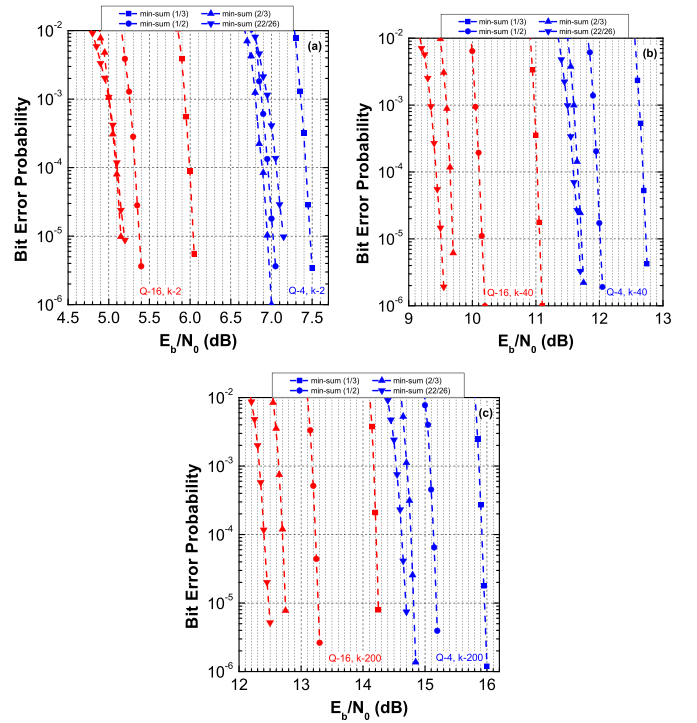 min-sum (1/3) min-sum (2/3)
min-sum (1/2) min-sum (22/26)
(a)
Bit Error Probability
10⁻²
10⁻³
10⁻⁴
10⁻⁵
10⁻⁶
Q-16, k-2 Q-4, k-2
4.5 5.0 5.5 6.0 6.5 7.0 7.5
E_b/N_0 (dB)
min-sum (1/3) min-sum (2/3)
min-sum (1/2) min-sum (22/26)
(b)
Bit Error Probability
10⁻²
10⁻³
10⁻⁴
10⁻⁵
10⁻⁶
Q-16, k-40 Q-4, k-40
9 10 11 12 13
E_b/N_0 (dB)
min-sum (1/3) min-sum (2/3)
min-sum (1/2) min-sum (22/26)
(c)
Bit Error Probability
10⁻²
10⁻³
10⁻⁴
10⁻⁵
10⁻⁶
Q-16, k-200 Q-4, k-200
12 13 14 15 16
E_b/N_0 (dB)